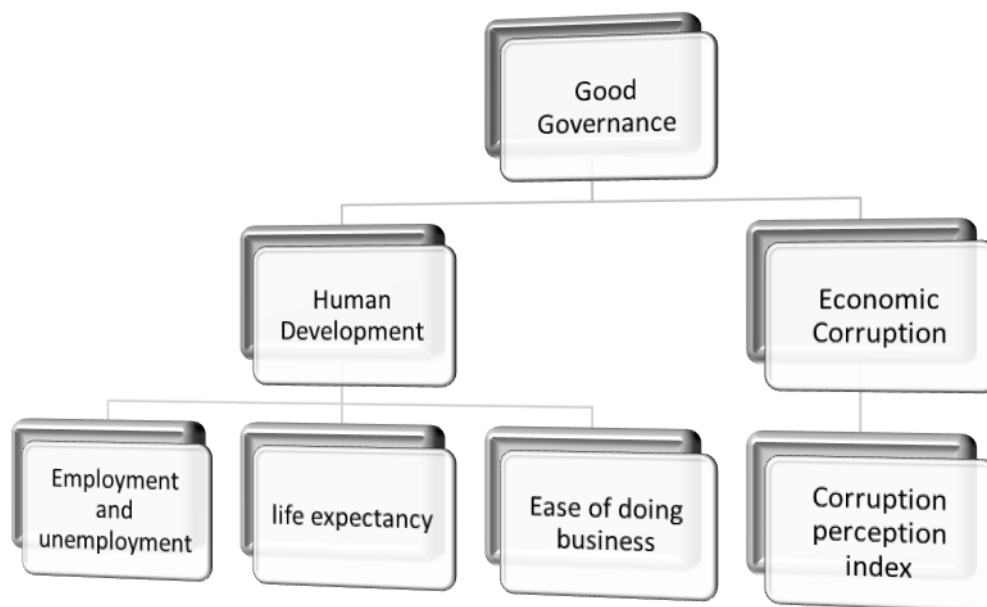 Good
Governance
Human
Development
Economic
Corruption
Employment
and
unemployment
life expectancy
Ease of doing
business
Corruption
perception
index